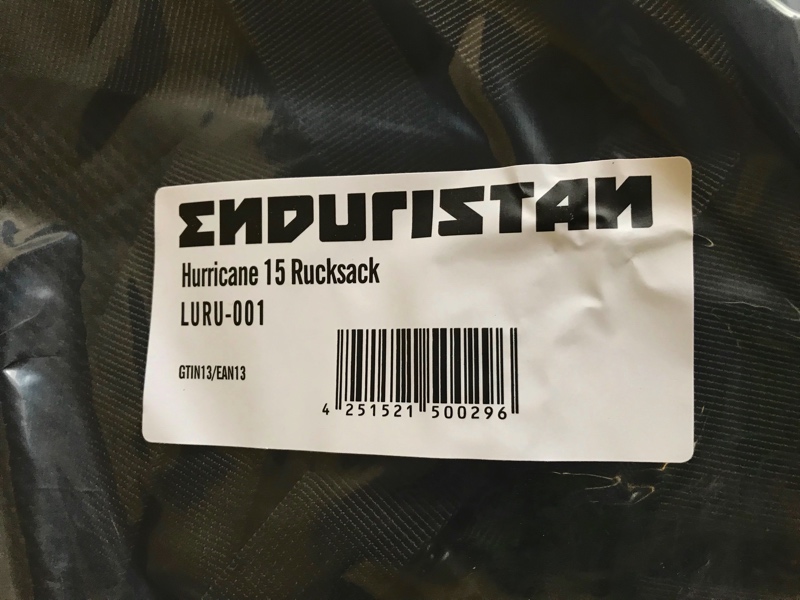 ENDURISTAN
Hurricane 15 Rucksack
LURU-001
GTIN13/EAN13
4 251521 500296